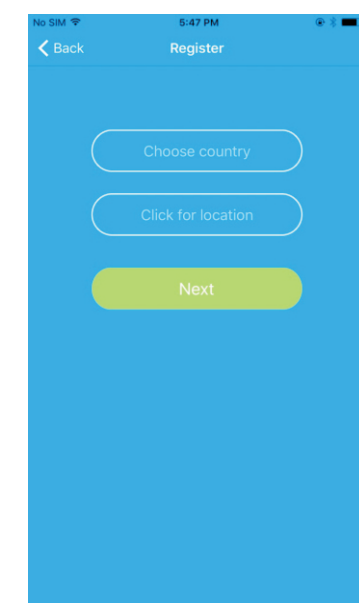 No SIM 5:47 PM
Back Register
Choose country
Click for location
Next